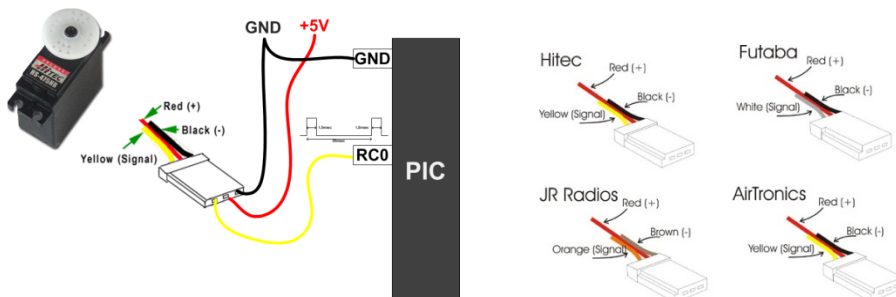 GND
+5V
GND
Red (+)
Black (-)
Yellow (Signal)
RC0
PIC
Hitec
Red (+)
Black (-)
Yellow (Signal)
Futaba
Red (+)
Black(-)
White (Signal)
JR Radios
Red (+)
Brown (-)
Orange (Signal)
AirTronics
Red (+)
Black (-)
Yellow (Signal)